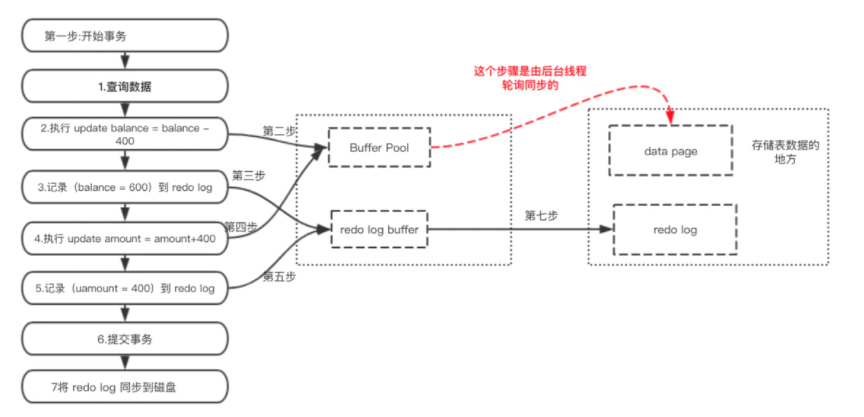 第一步:开始事务
1.查询数据
2.执行 update balance = balance –
400
3.记录（balance = 600）到 redo log
4.执行 update amount = amount+400
5.记录（uamount = 400）到 redo log
6.提交事务
7将 redo log 同步到磁盘
第二步
第三步
第四步
第五步
Buffer Pool
redo log buffer
这个步骤是由后台线程
轮询同步的
第七步
data page
redo log
存储表数据的
地方